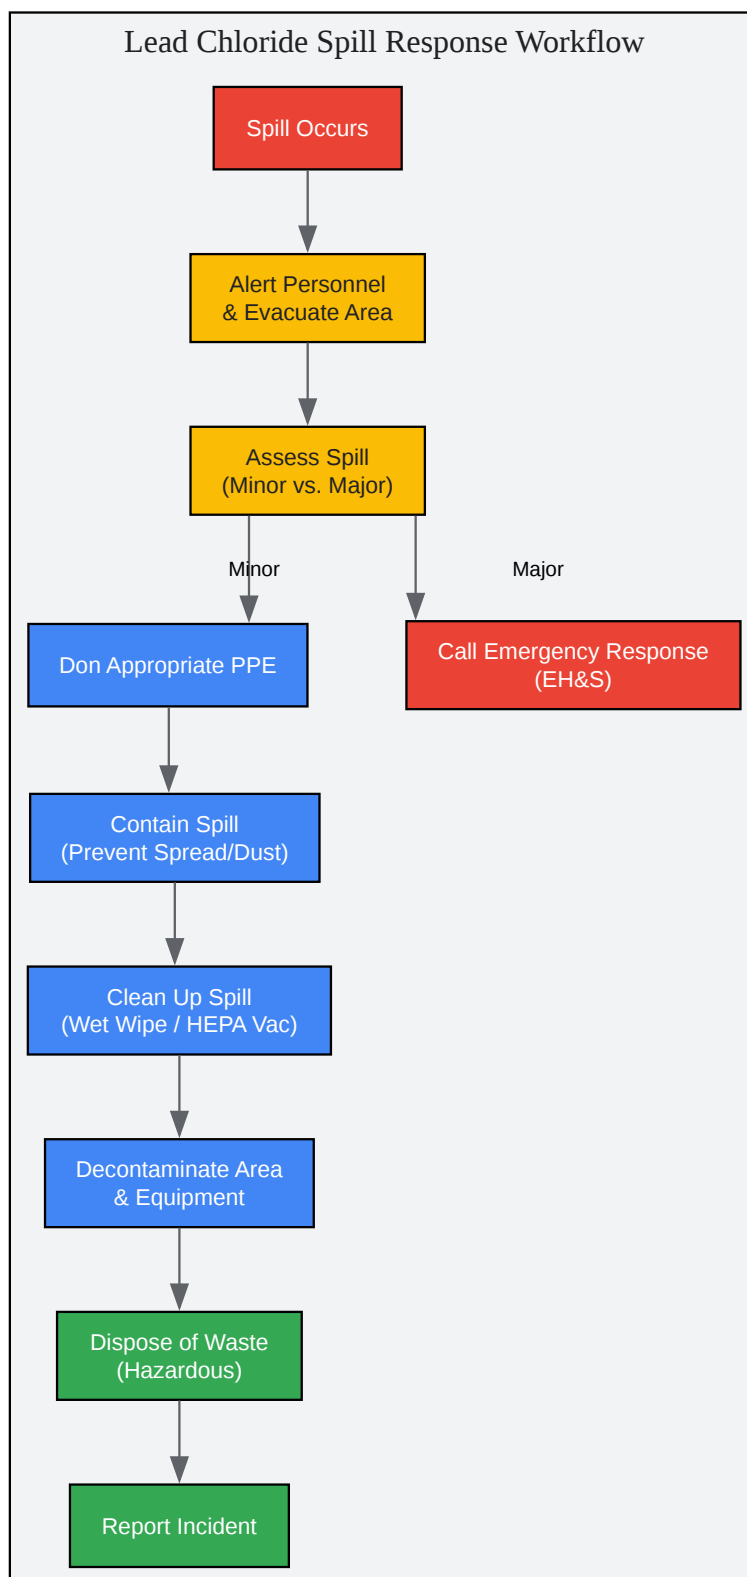 Lead Chloride Spill Response Workflow
Spill Occurs
Alert Personnel
& Evacuate Area
Assess Spill
(Minor vs. Major)
Minor
Major
Don Appropriate PPE
Call Emergency Response
(EH&S)
Contain Spill
(Prevent Spread/Dust)
Clean Up Spill
(Wet Wipe / HEPA Vac)
Decontaminate Area
& Equipment
Dispose of Waste
(Hazardous)
Report Incident